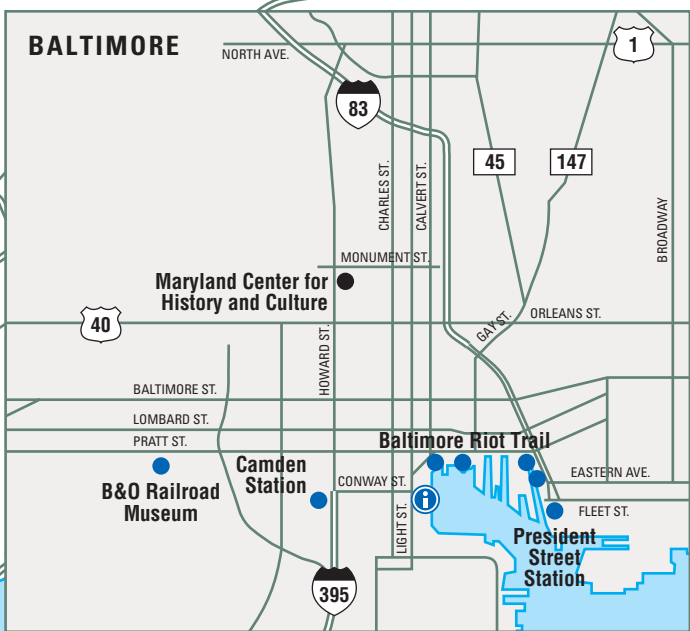 BALTIMORE
NORTH AVE.
1
83
CHARLES ST.
CALVERT ST.
45
147
BROADWAY
MONUMENT ST.
Maryland Center for
History and Culture
40
HOWARD ST.
GAY ST.
ORLEANS ST.
BALTIMORE ST.
LOMBARD ST.
PRATT ST.
Baltimore Riot Trail
B&O Railroad
Museum
Camden
Station
CONWAY ST.
i
LIGHT ST.
EASTERN AVE.
FLEET ST.
President
Street
Station
395